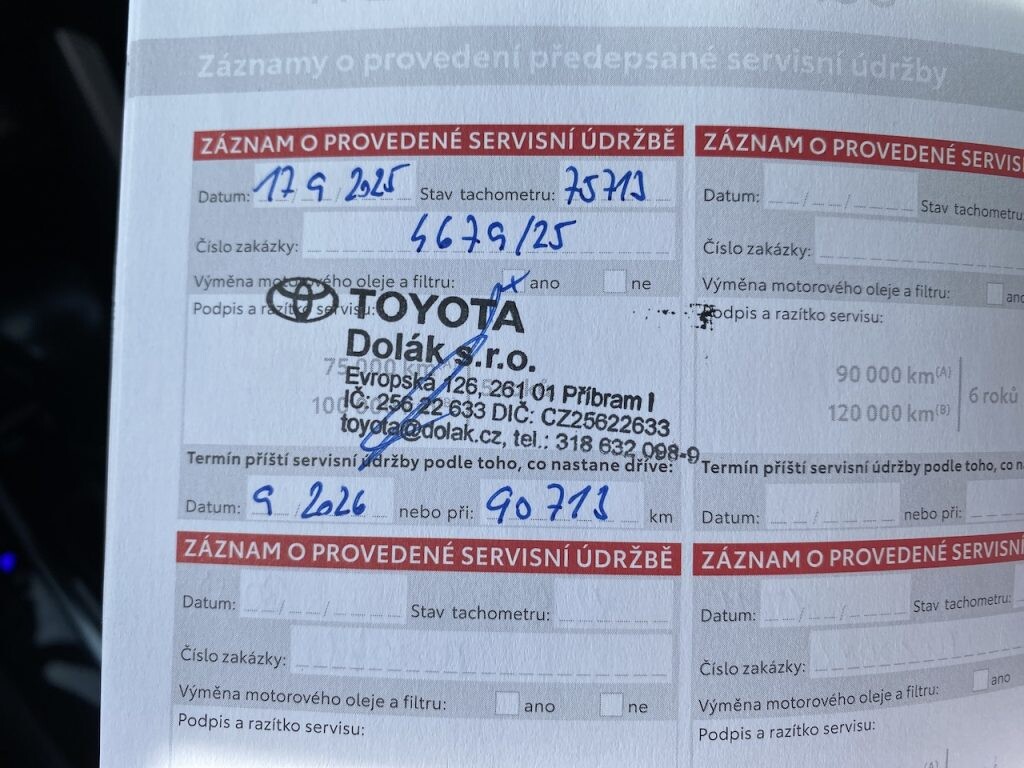 Záznamy o provedení předepsané servisní údržby
ZÁZNAM O PROVEDENÉ SERVISNÍ ÚDRŽBĚ
Datum: 17/9/2025 Stav tachometru: 75713
Číslo zakázky: 4679/25
Výměna motorového oleje a filtru: ano ne
Podpis a razítko servisu:
TOYOTA
Dolák s.r.o.
75 000 km
Evropská 126, 261 01 Příbram I
IČ: 256 22 633 DIČ: CZ25622633
toyota@dolak.cz, tel.: 318 632 098-9
Termín příští servisní údržby podle toho, co nastane dříve:
Datum: 9/2026 nebo při: 90713 km
ZÁZNAM O PROVEDENÉ SERVIS
Datum: Stav tachometru
Číslo zakázky:
Výměna motorového oleje a filtru: ano
Podpis a razítko servisu:
90 000 km(A)
120 000 km(B)
6 roků
Termín příští servisní údržby podle toho, co n
Datum: nebo při:
ZÁZNAM O PROVEDENÉ SERVISNÍ ÚDRŽBĚ
Datum: Stav tachometru:
Číslo zakázky:
Výměna motorového oleje a filtru: ano ne
Podpis a razítko servisu:
ZÁZNAM O PROVEDENÉ SERVISNÍ
Datum: Stav tachometru:
Číslo zakázky:
Výměna motorového oleje a filtru: ano
Podpis a razítko servisu: